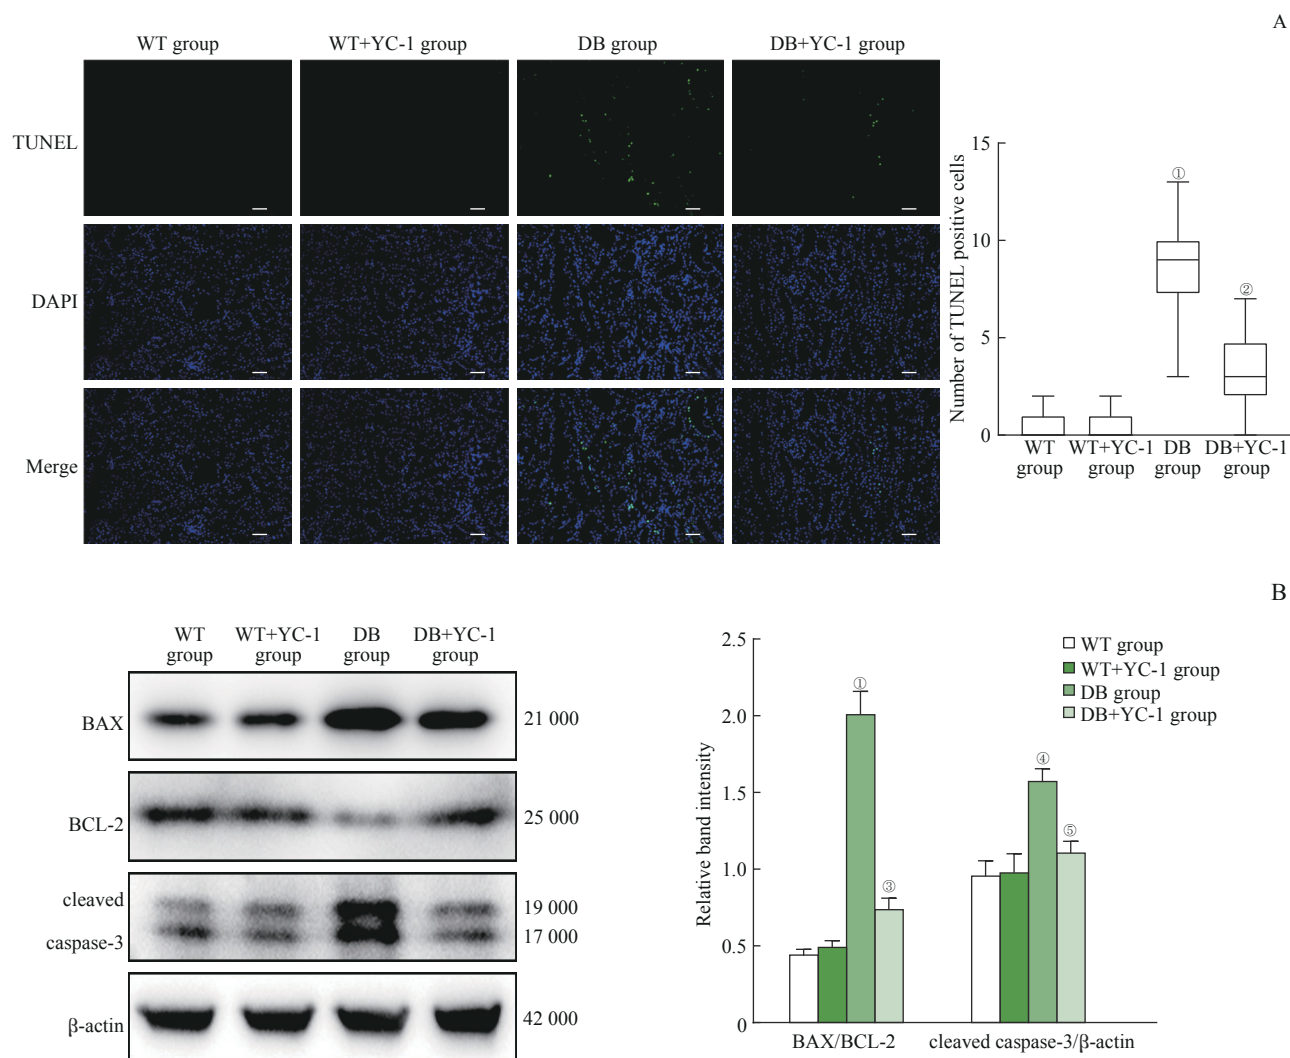 A
WT group
WT+YC-1 group
DB group
DB+YC-1 group
TUNEL
DAPI
Merge
Number of TUNEL positive cells
15
10
5
0
①
②
WT
group
WT+YC-1
group
DB
group
DB+YC-1
group
B
WT
group
WT+YC-1
group
DB
group
DB+YC-1
group
BAX
21 000
BCL-2
25 000
cleaved
caspase-3
19 000
17 000
β-actin
42 000
Relative band intensity
2.5
2.0
1.5
1.0
0.5
0
①
③
④
⑤
WT group
WT+YC-1 group
DB group
DB+YC-1 group
BAX/BCL-2
cleaved caspase-3/β-actin